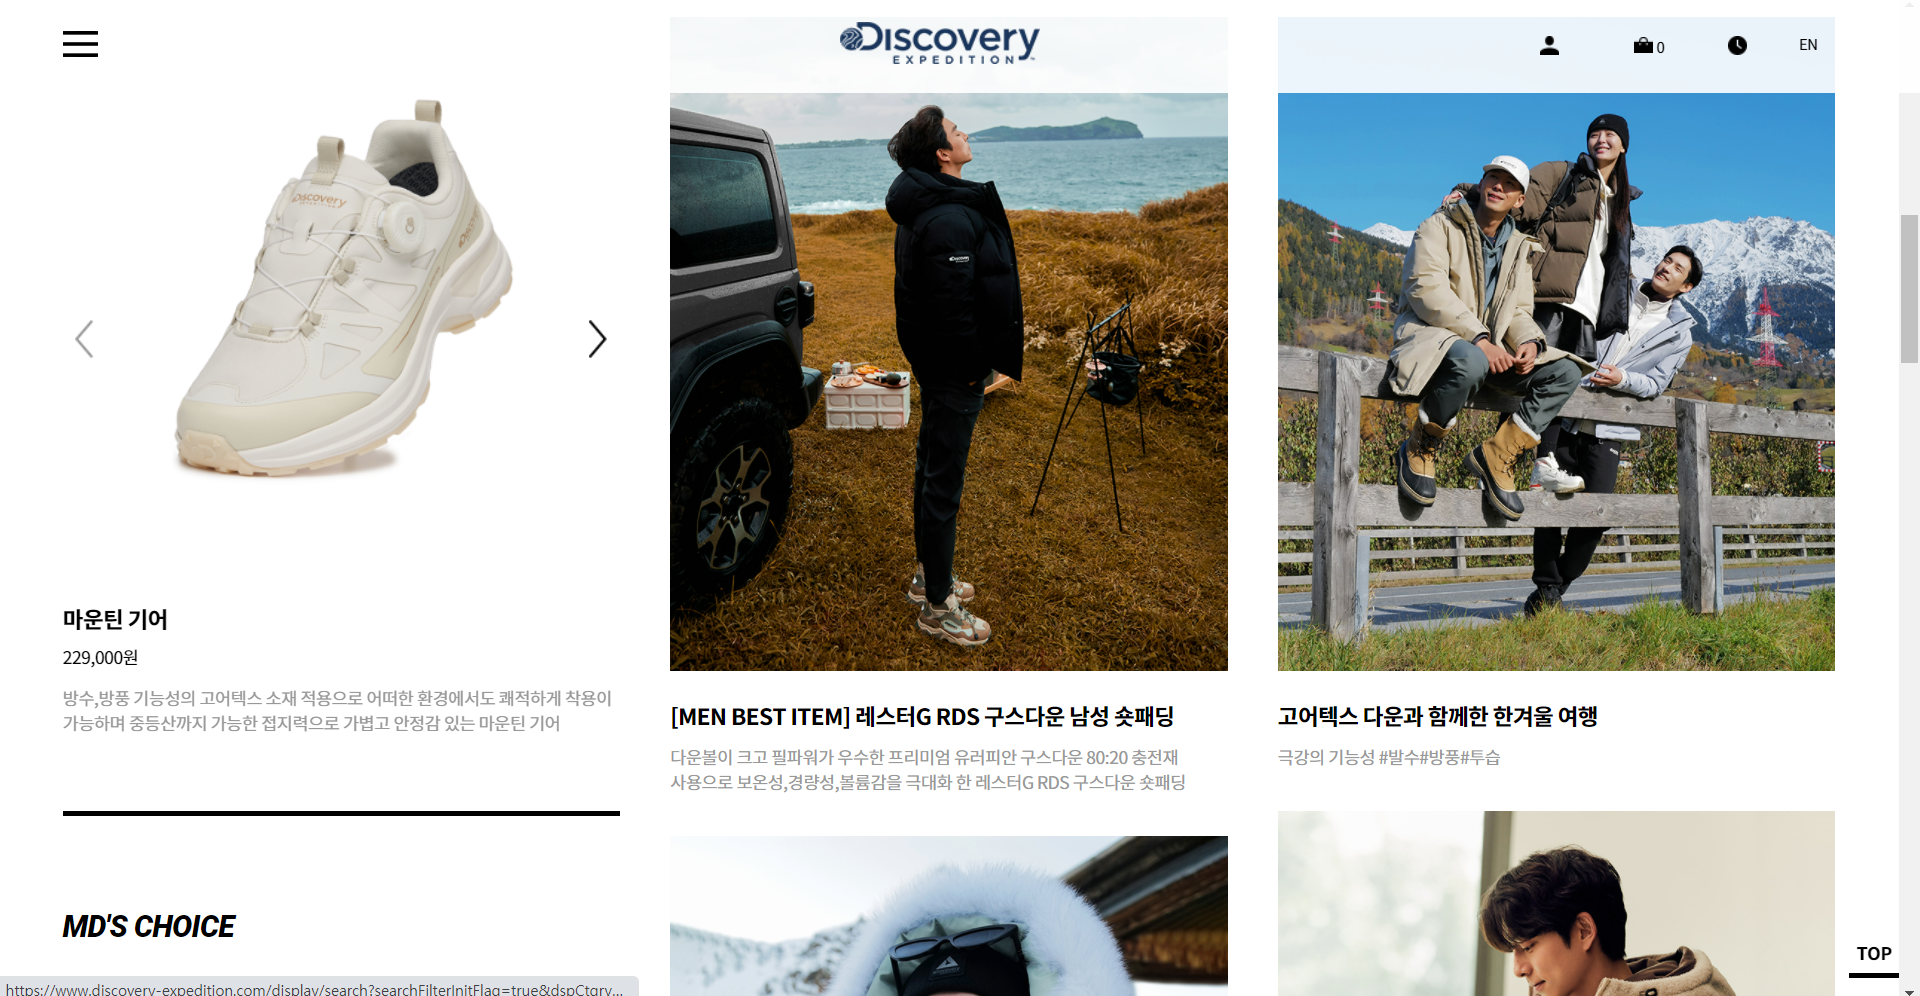 Discovery
EXPEDITION™
0
EN
Discovery
Discovery
마운틴 기어
229,000원
방수,방풍 기능성의 고어텍스 소재 적용으로 어떠한 환경에서도 쾌적하게 착용이
가능하며 중등산까지 가능한 접지력으로 가볍고 안정감 있는 마운틴 기어
[MEN BEST ITEM] 레스터G RDS 구스다운 남성 숏패딩
다운볼이 크고 필파워가 우수한 프리미엄 유러피안 구스다운 80:20 충전재
사용으로 보온성,경량성,볼륨감을 극대화 한 레스터G RDS 구스다운 숏패딩
고어텍스 다운과 함께한 한겨울 여행
극강의 기능성 #발수#방풍#투습
MD'S CHOICE
TOP
https://www.discovery-expedition.com/display/search?searchFilterInitFlag=true&dspCtgry...